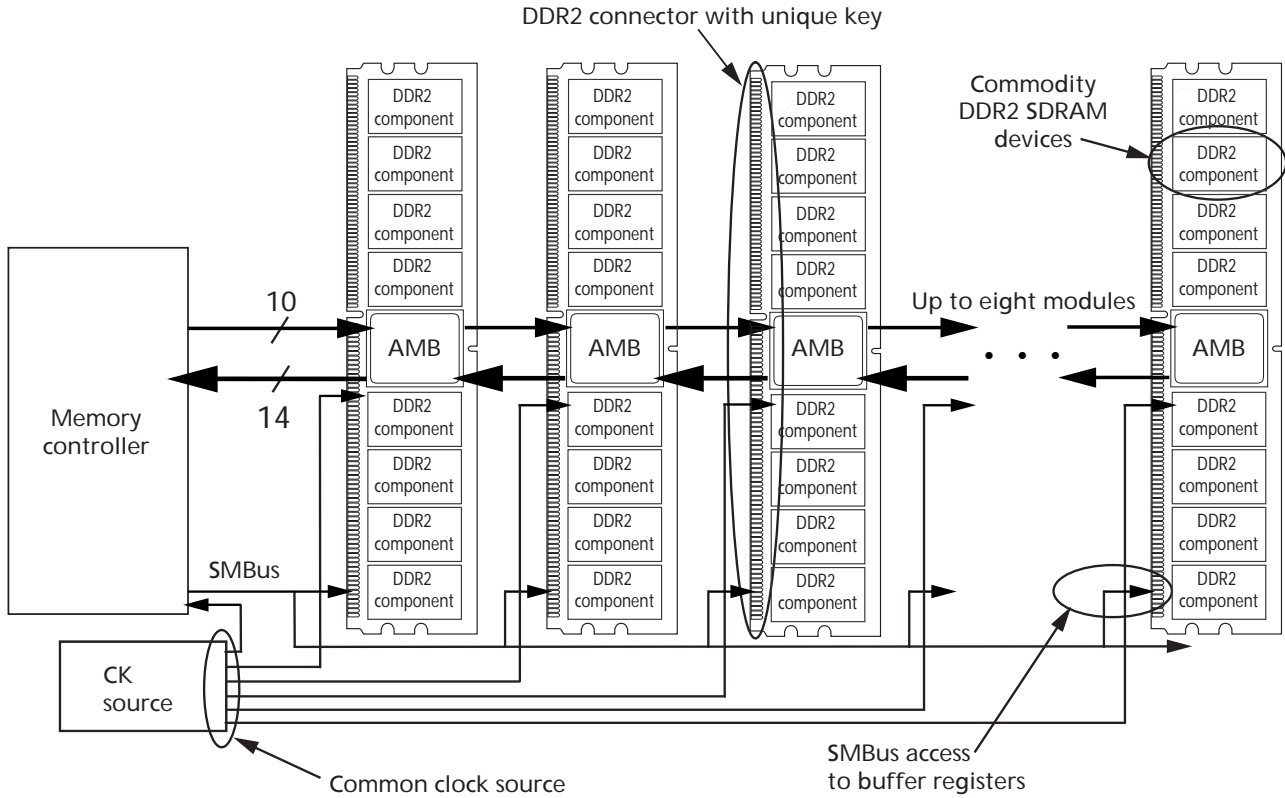 DDR2 connector with unique key
Commodity
DDR2 SDRAM
devices
DDR2
component
DDR2
component
DDR2
component
DDR2
component
AMB
DDR2
component
DDR2
component
DDR2
component
DDR2
component
DDR2
component
DDR2
component
DDR2
component
DDR2
component
AMB
DDR2
component
DDR2
component
DDR2
component
DDR2
component
DDR2
component
DDR2
component
DDR2
component
DDR2
component
AMB
DDR2
component
DDR2
component
DDR2
component
DDR2
component
DDR2
component
DDR2
component
DDR2
component
DDR2
component
AMB
DDR2
component
DDR2
component
DDR2
component
DDR2
component
Up to eight modules
• • •
10
14
Memory
controller
SMBus
CK
source
Common clock source
SMBus access
to buffer registers